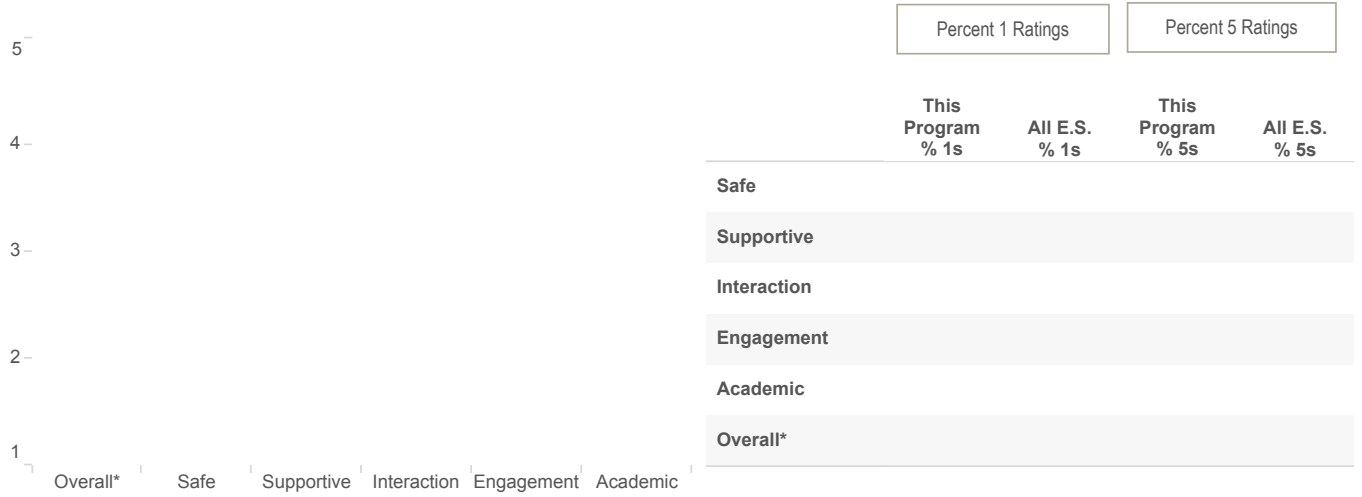 5
4
3
2
1
Overall* Safe Supportive Interaction Engagement Academic
Percent 1 Ratings Percent 5 Ratings
This Program % 1s All E.S. % 1s This Program % 5s All E.S. % 5s
Safe
Supportive
Interaction
Engagement
Academic
Overall*